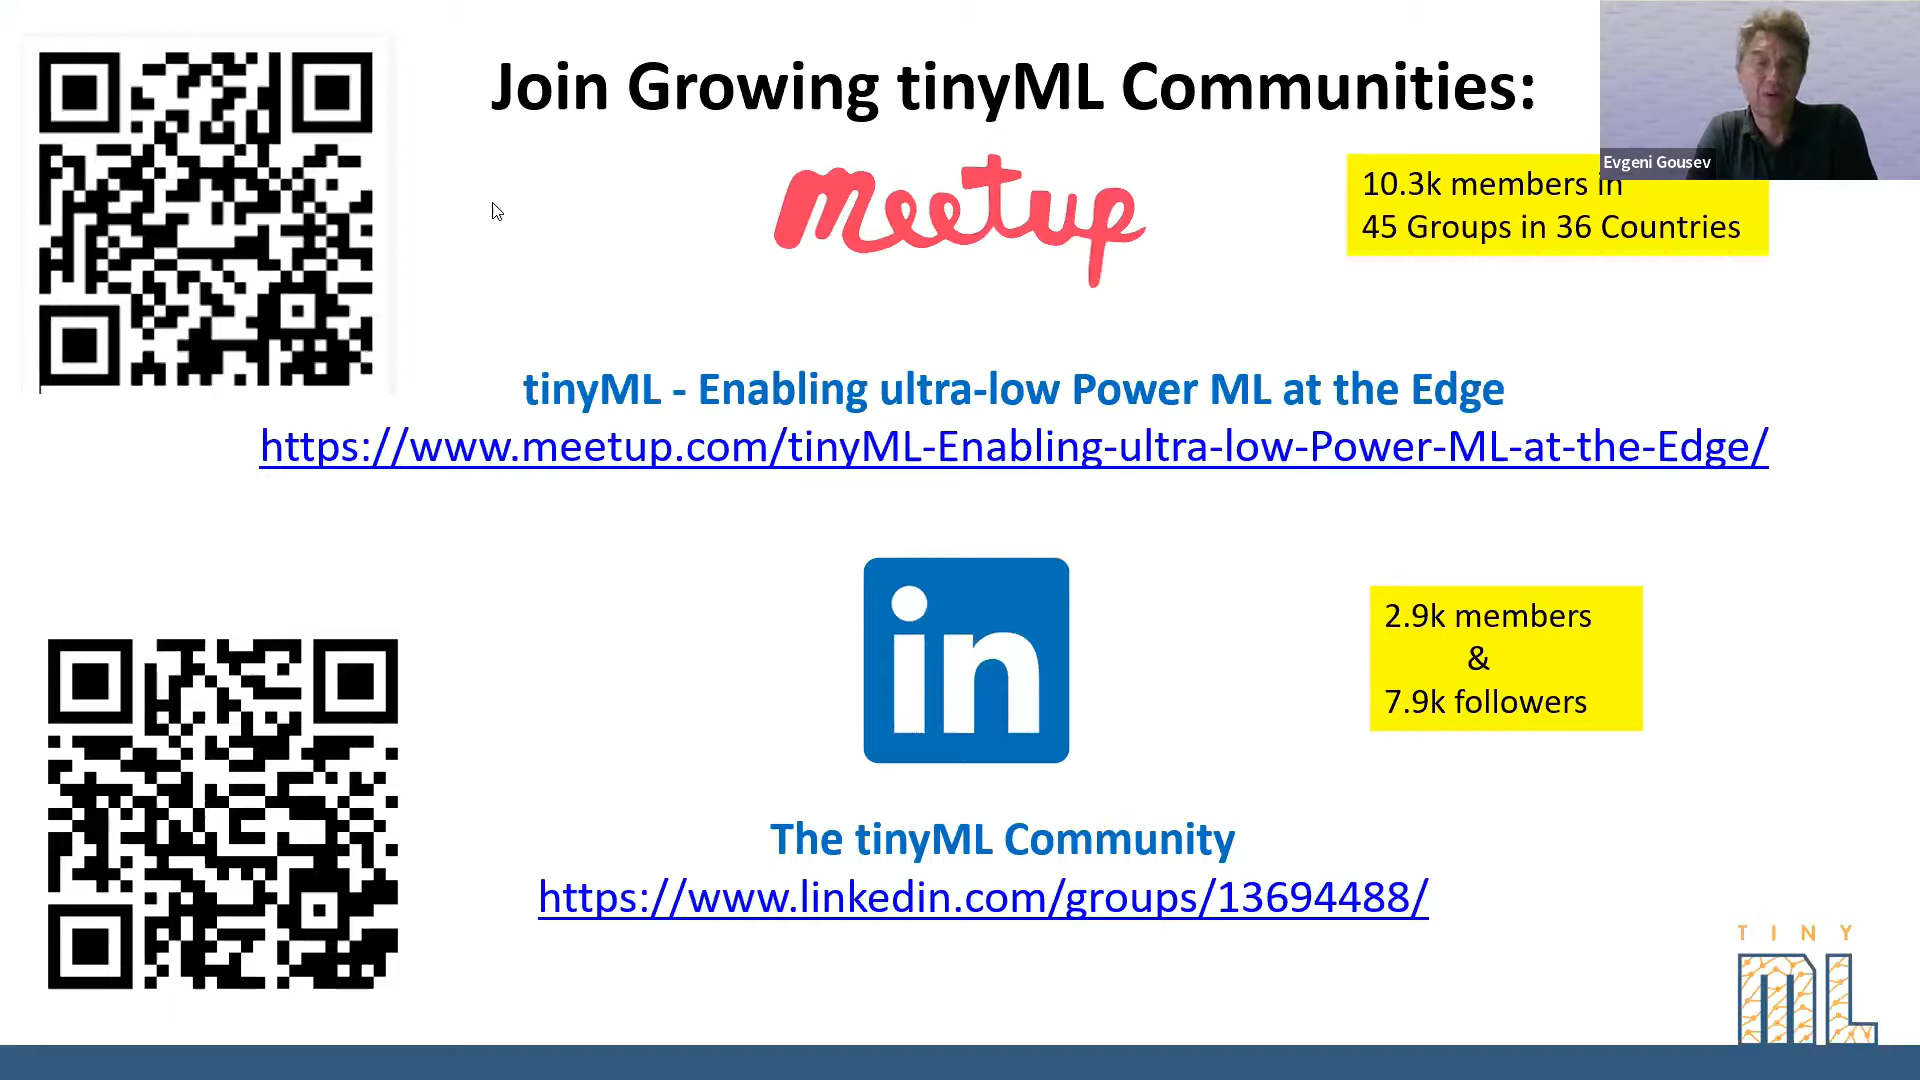 Join Growing tinyML Communities:
meetup
Evgeni Gousev
10.3k members in
45 Groups in 36 Countries
tinyML - Enabling ultra-low Power ML at the Edge
https://www.meetup.com/tinyML-Enabling-ultra-low-Power-ML-at-the-Edge/
in
2.9k members
&
7.9k followers
The tinyML Community
https://www.linkedin.com/groups/13694488/
TINY
ML